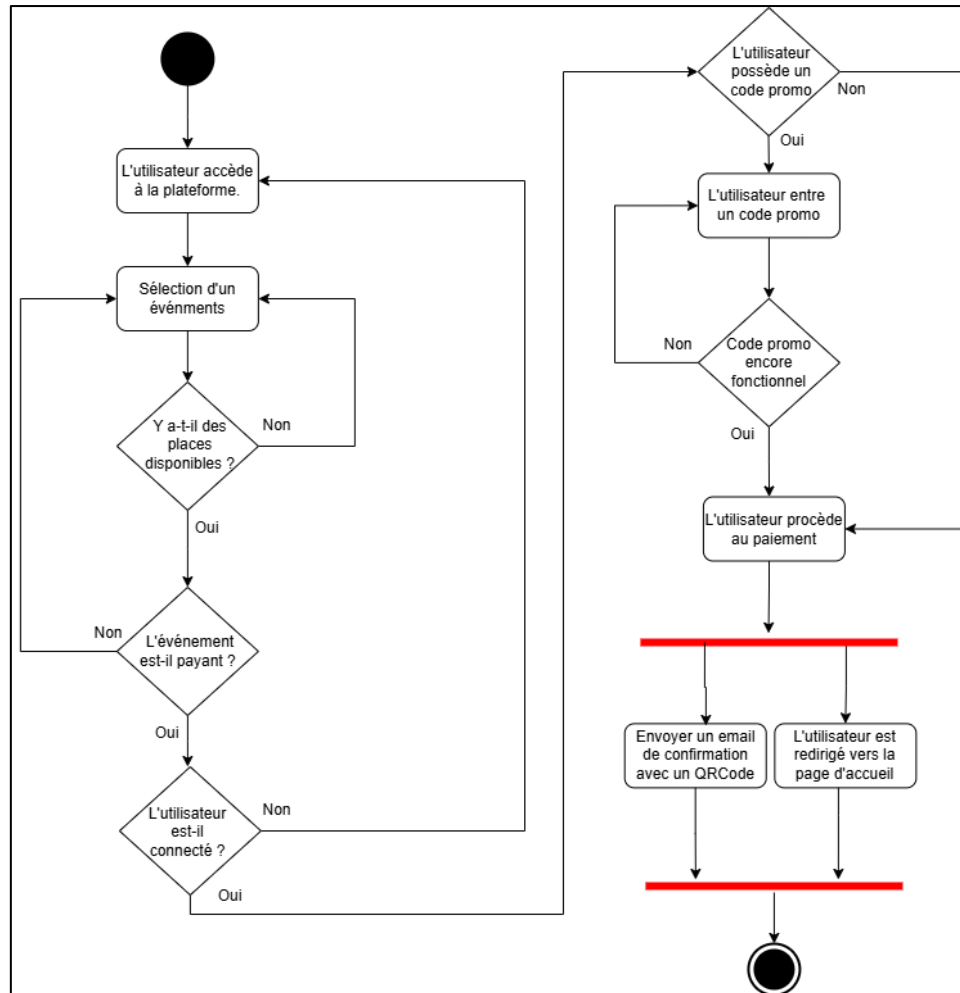 L'utilisateur accède
à la plateforme.
Sélection d'un
événments
Y a-t-il des
places
disponibles ?
Non
Oui
L'événement
est-il payant ?
Non
Oui
L'utilisateur
est-il
connecté ?
Non
Oui
L'utilisateur
possède un
code promo
Non
Oui
L'utilisateur entre
un code promo
Code promo
encore
fonctionnel
Non
Oui
L'utilisateur procède
au paiement
Envoyer un email
de confirmation
avec un QRCode
L'utilisateur est
redirigé vers la
page d'accueil